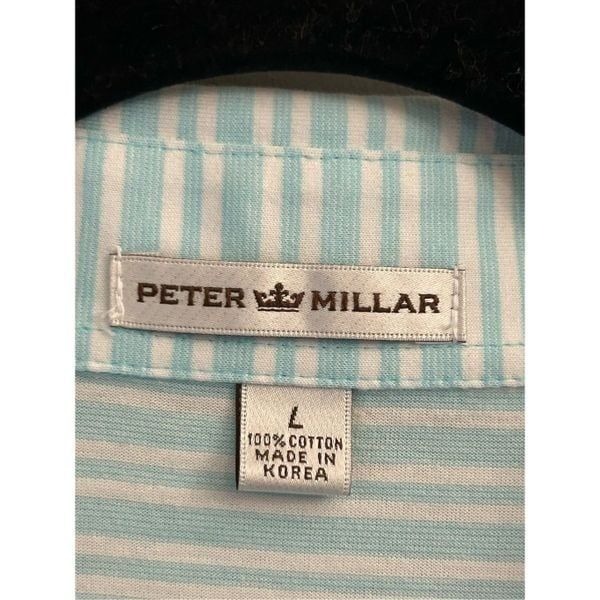 PETER MILLAR
L
100% COTTON
MADE IN
KOREA